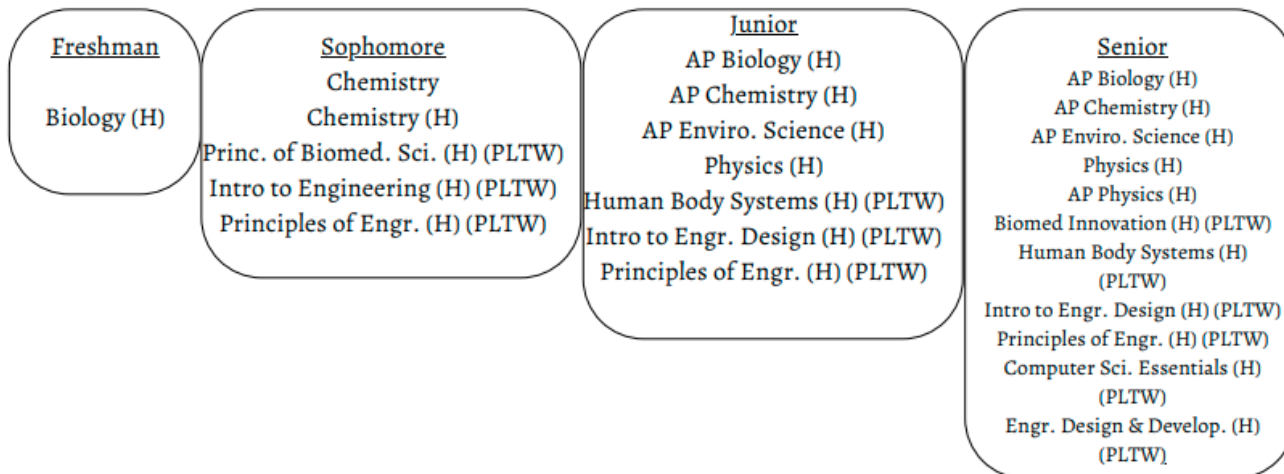 Freshman
Biology (H)
Sophomore
Chemistry
Chemistry (H)
Princ. of Biomed. Sci. (H) (PLTW)
Intro to Engineering (H) (PLTW)
Principles of Engr. (H) (PLTW)
Junior
AP Biology (H)
AP Chemistry (H)
AP Enviro. Science (H)
Physics (H)
Human Body Systems (H) (PLTW)
Intro to Engr. Design (H) (PLTW)
Principles of Engr. (H) (PLTW)
Senior
AP Biology (H)
AP Chemistry (H)
AP Enviro. Science (H)
Physics (H)
AP Physics (H)
Biomed Innovation (H) (PLTW)
Human Body Systems (H)
(PLTW)
Intro to Engr. Design (H) (PLTW)
Principles of Engr. (H) (PLTW)
Computer Sci. Essentials (H)
(PLTW)
Engr. Design & Develop. (H)
(PLTW)